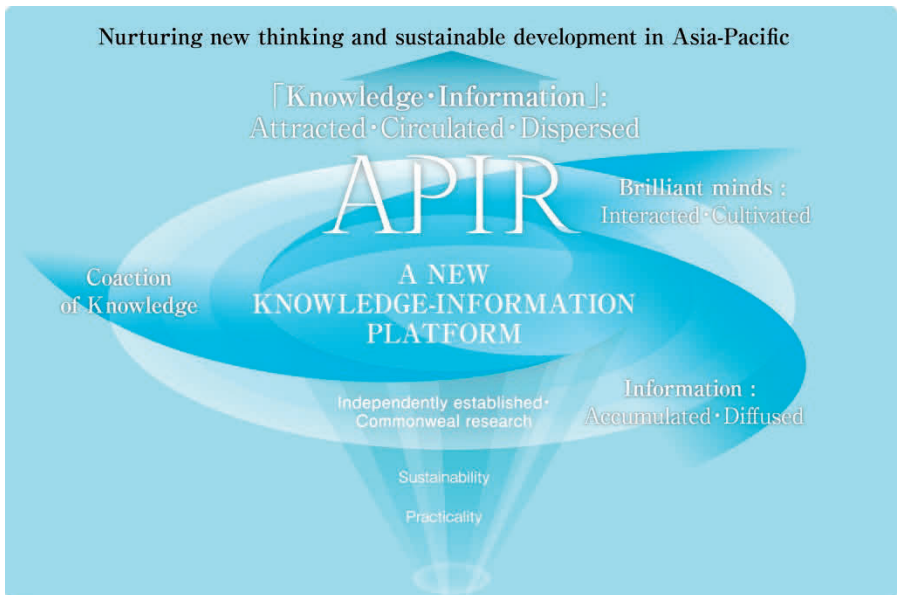 Nurturing new thinking and sustainable development in Asia-Pacific
「Knowledge・Information」:
Attracted・Circulated・Dispersed
APIR
Brilliant minds :
Interacted・Cultivated
Coaction
of Knowledge
A NEW
KNOWLEDGE-INFORMATION
PLATFORM
Information :
Accumulated・Diffused
Independently established・
Commonweal research
Sustainability
Practicality